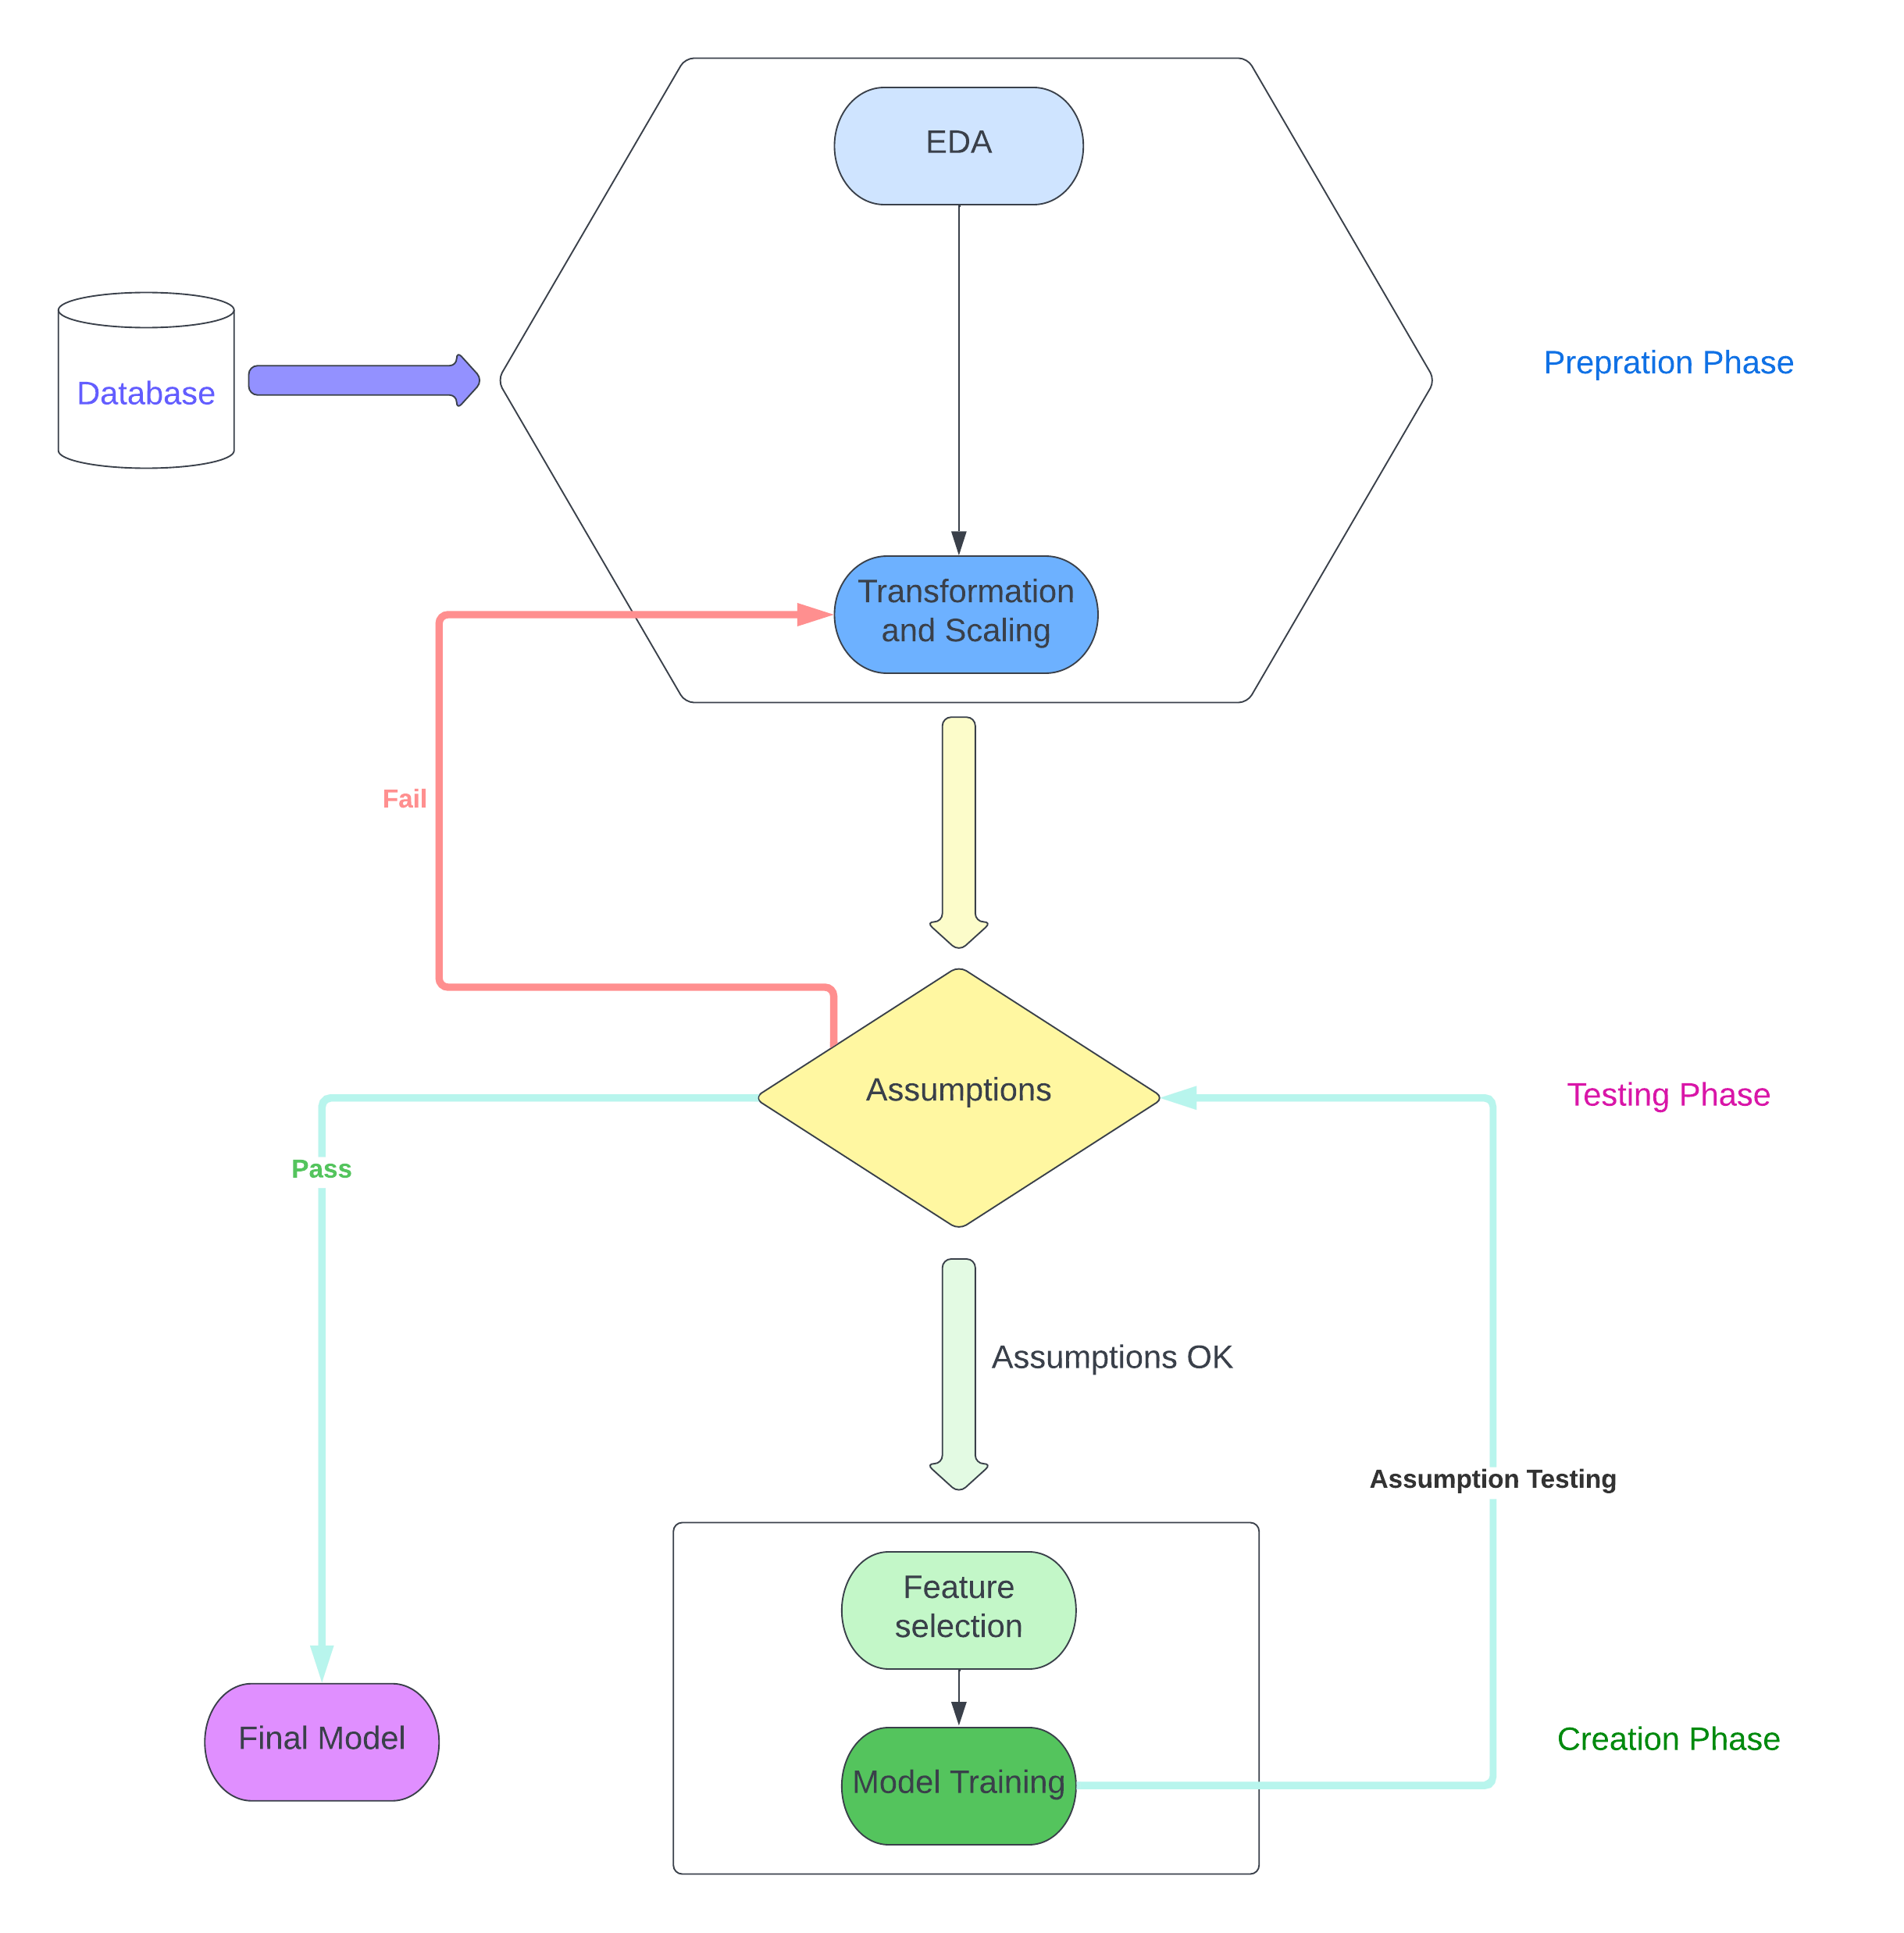 EDA
Database
Prepration Phase
Transformation
and Scaling
Fail
Assumptions
Testing Phase
Pass
Assumptions OK
Assumption Testing
Feature
selection
Final Model
Model Training
Creation Phase